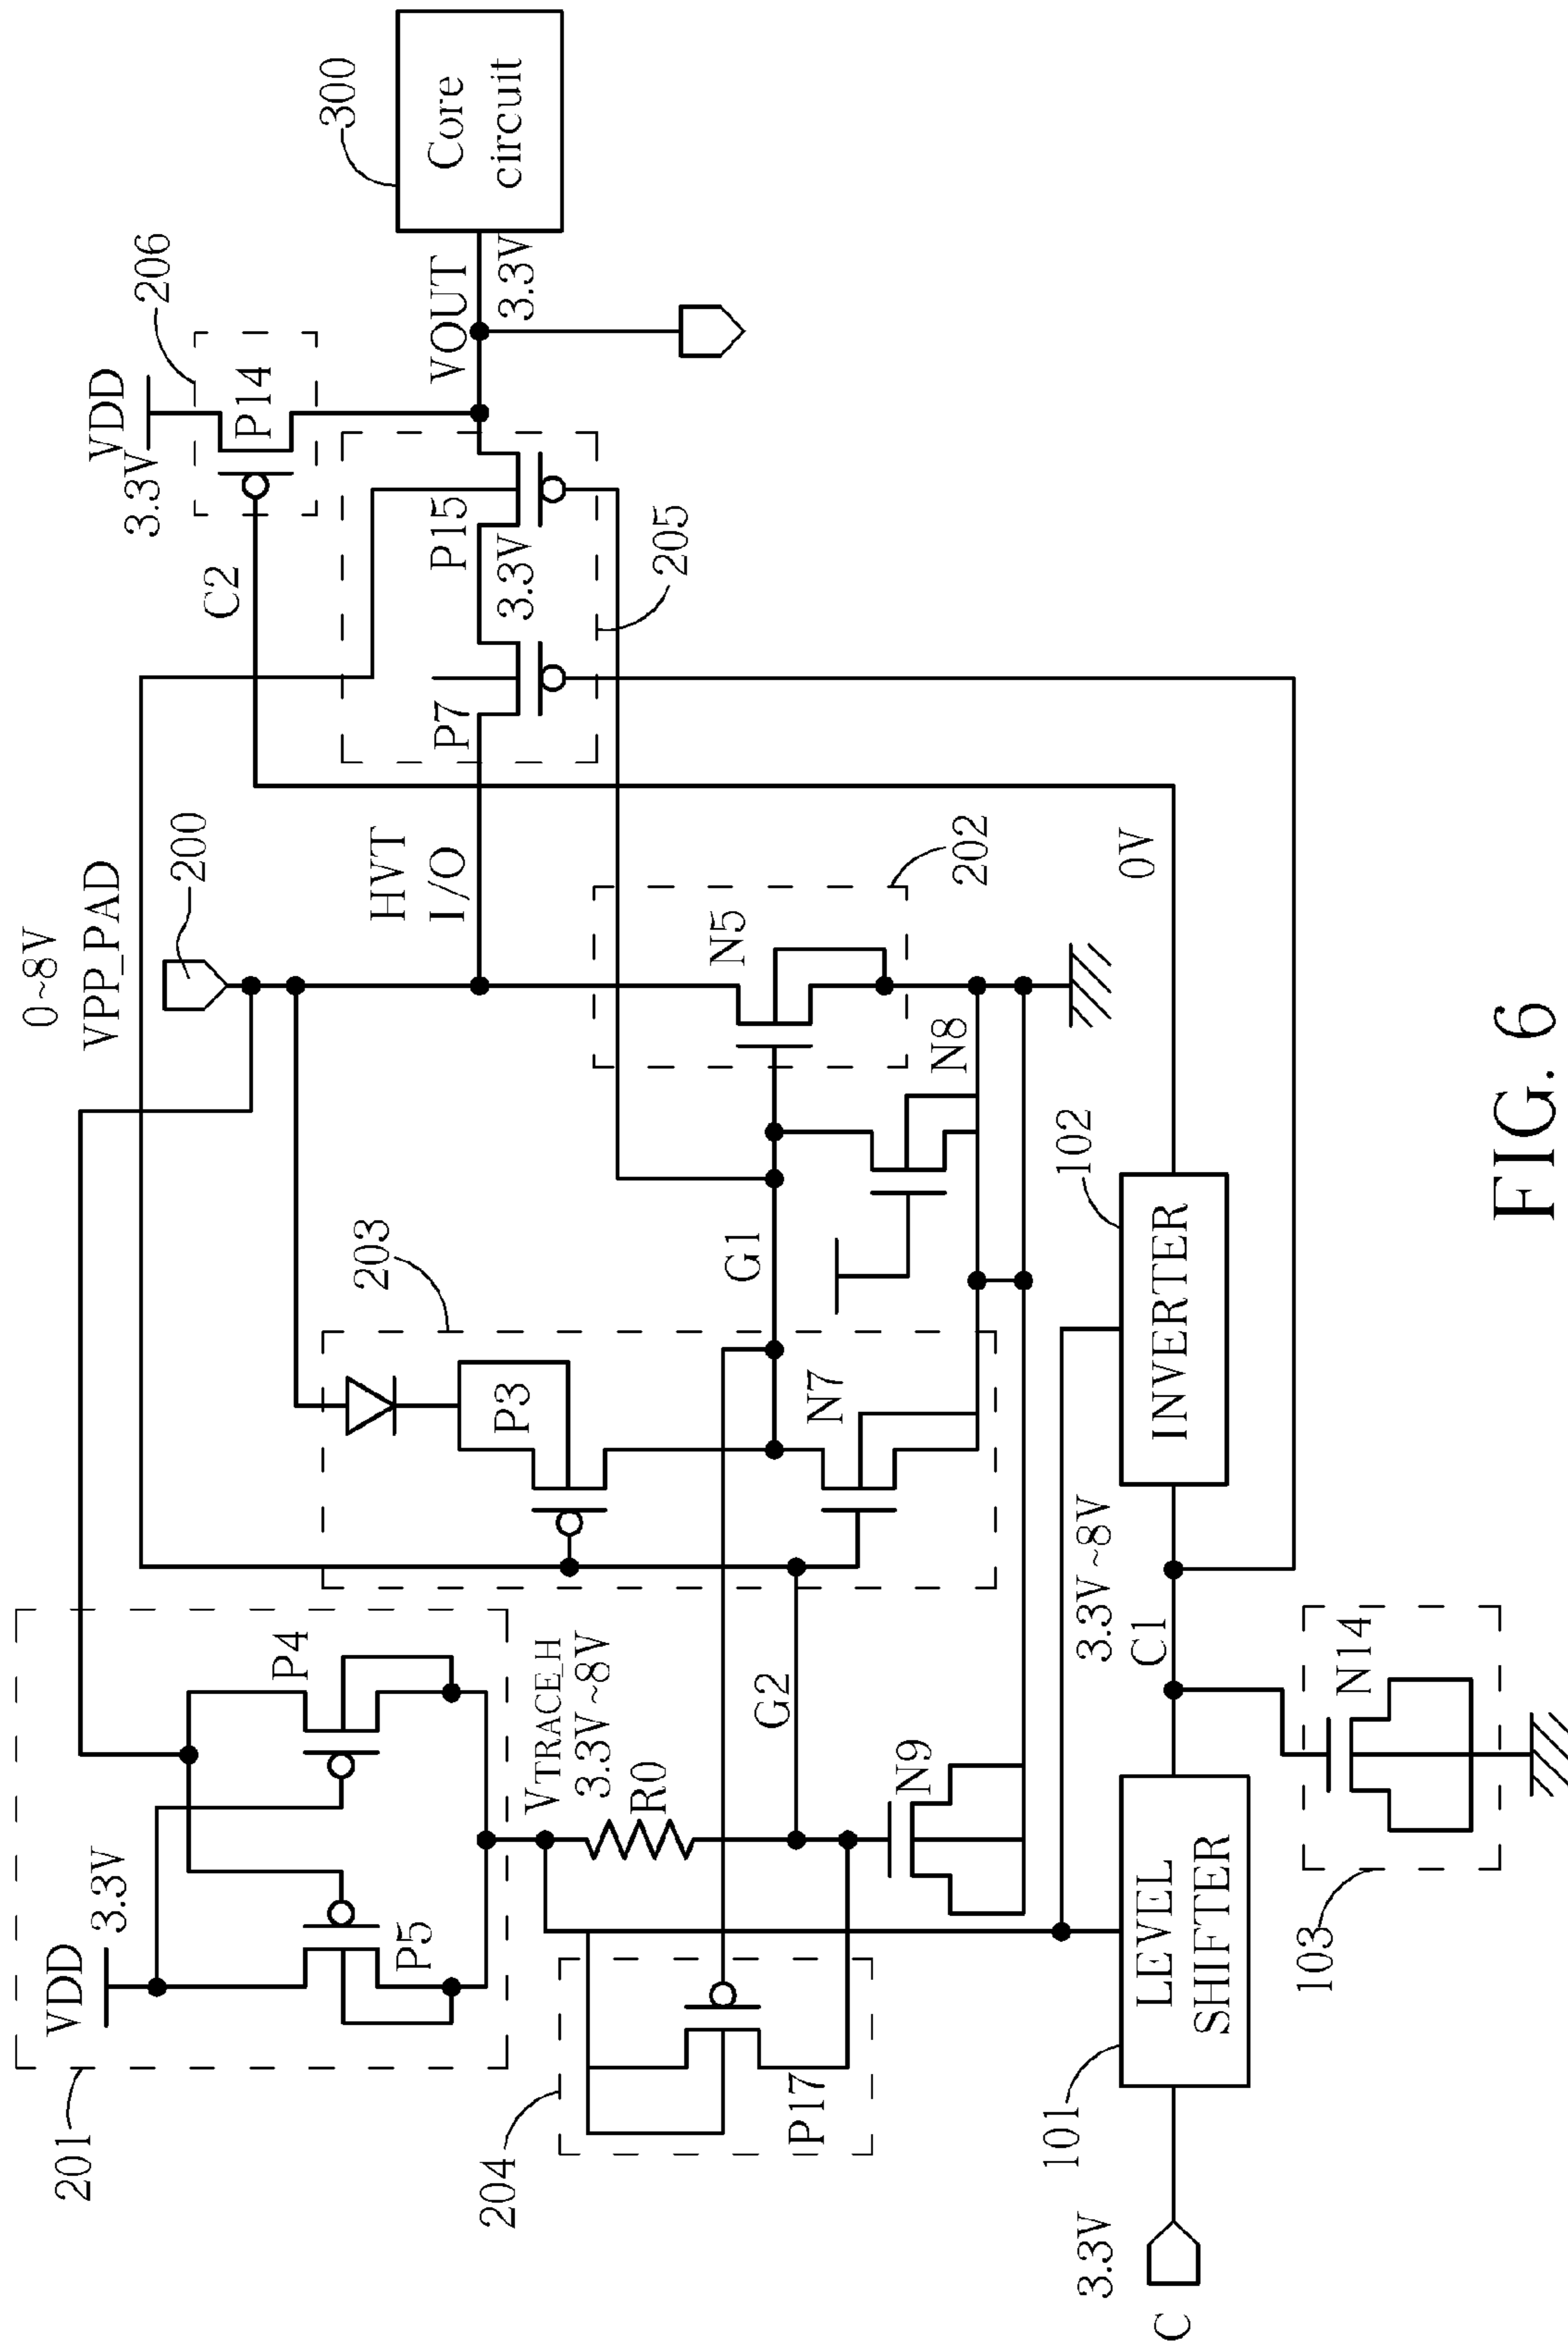 0~8V
VPP_PAD
200
VDD
3.3V
206
P14
C2
300
Core
circuit
VOUT
3.3V
HVT
I/O
P7
P15
3.3V
205
201
VDD
3.3V
P5
P4
203
P3
N7
G1
N5
202
N8
VTRACE_H
3.3V~8V
R0
G2
N9
204
P17
C
3.3V
101
LEVEL
SHIFTER
C1
3.3V~8V
102
INVERTER
0V
103
N14
FIG. 6